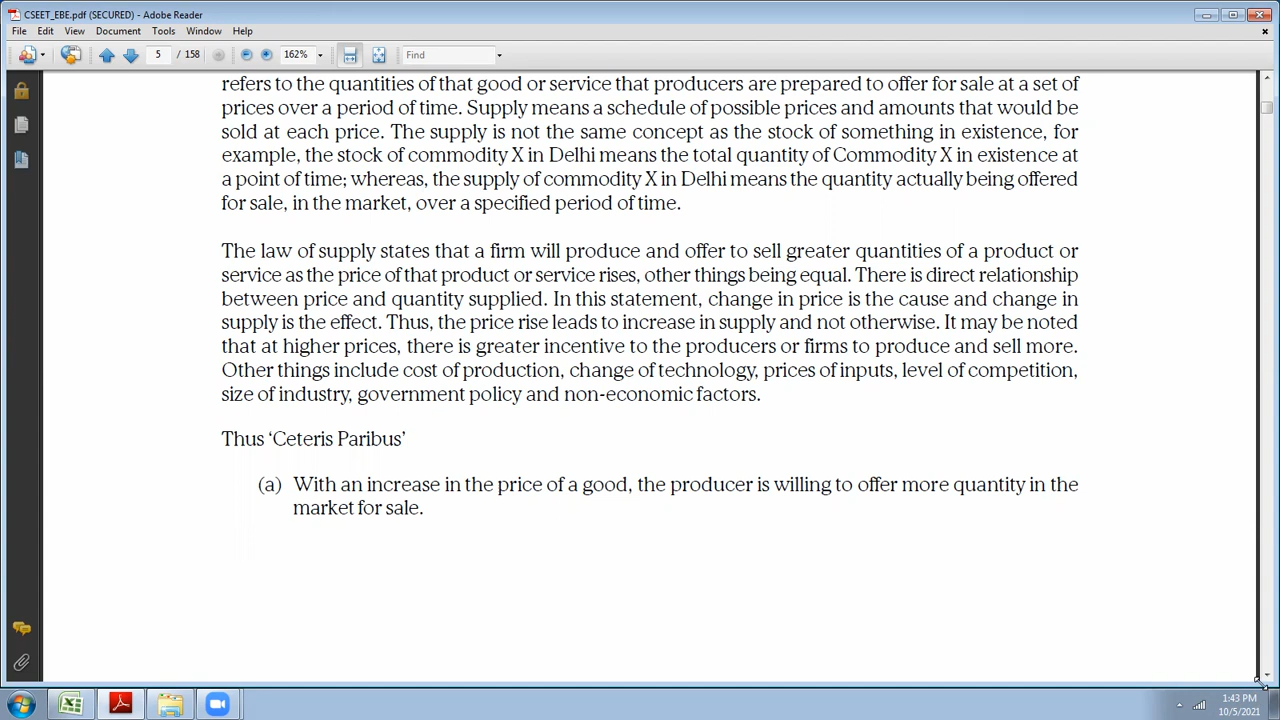 CSEET_EBE.pdf (SECURED) - Adobe Reader
File Edit View Document Tools Window Help
5 / 158 162% Find
refers to the quantities of that good or service that producers are prepared to offer for sale at a set of
prices over a period of time. Supply means a schedule of possible prices and amounts that would be
sold at each price. The supply is not the same concept as the stock of something in existence, for
example, the stock of commodity X in Delhi means the total quantity of Commodity X in existence at
a point of time; whereas, the supply of commodity X in Delhi means the quantity actually being offered
for sale, in the market, over a specified period of time.
The law of supply states that a firm will produce and offer to sell greater quantities of a product or
service as the price of that product or service rises, other things being equal. There is direct relationship
between price and quantity supplied. In this statement, change in price is the cause and change in
supply is the effect. Thus, the price rise leads to increase in supply and not otherwise. It may be noted
that at higher prices, there is greater incentive to the producers or firms to produce and sell more.
Other things include cost of production, change of technology, prices of inputs, level of competition,
size of industry, government policy and non-economic factors.
Thus ‘Ceteris Paribus’
(a) With an increase in the price of a good, the producer is willing to offer more quantity in the
market for sale.
1:43 PM
10/5/2021